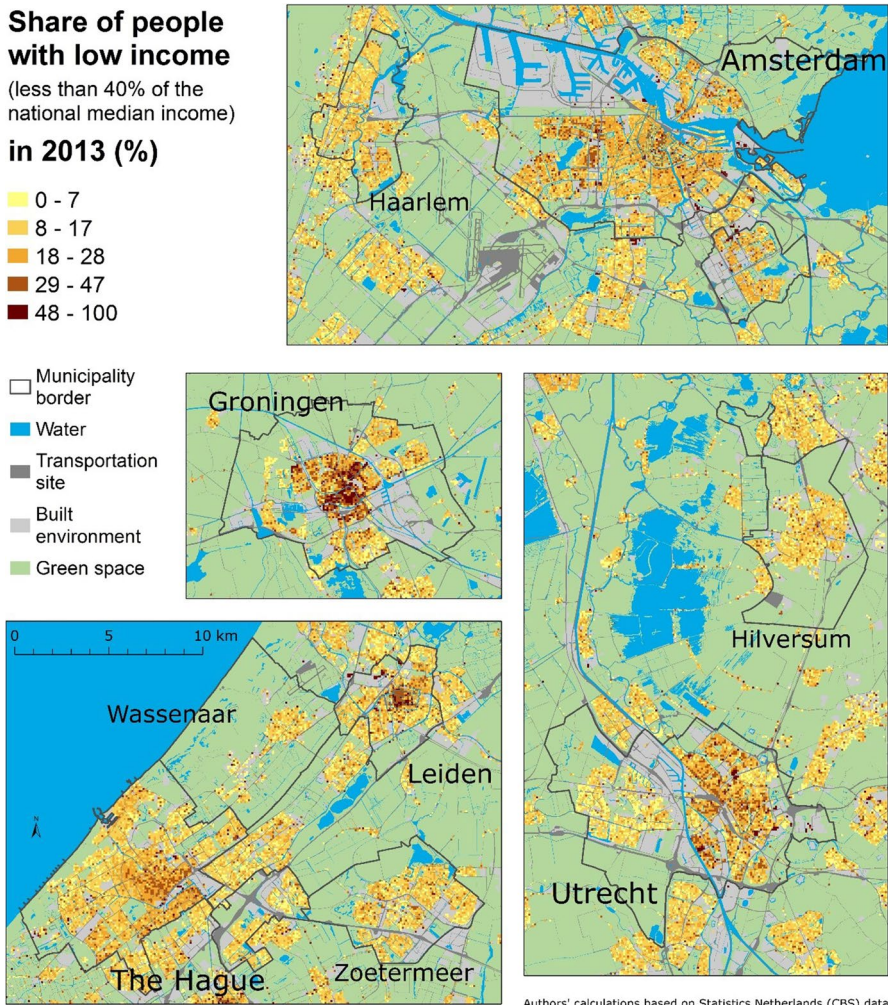 Share of people
with low income
(less than 40% of the
national median income)
in 2013 (%)
0 - 7
8 - 17
18 - 28
29 - 47
48 - 100
Municipality
border
Water
Transportation
site
Built
environment
Green space
Amsterdam
Haarlem
Groningen
Hilversum
Utrecht
0 5 10 km
Wassenaar
Leiden
N
The Hague
Zoetermeer
Authors' calculations based on Statistics Netherlands (CBS) data